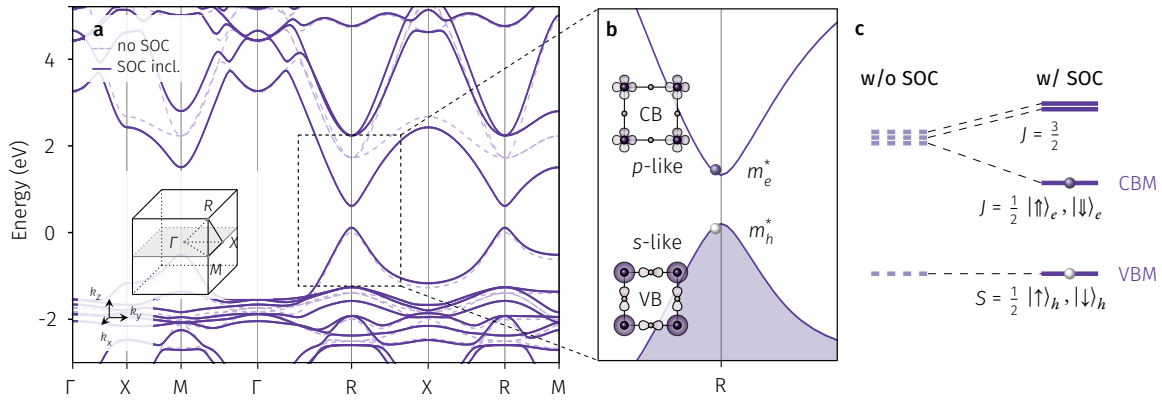 a
no SOC
SOC incl.
Energy (eV)
4
2
0
-2
R
Γ
X
M
k_z
k_y
k_x
Γ X M Γ R X R M
b
CB
p-like
m*_e
m*_h
s-like
VB
R
c
w/o SOC
w/ SOC
J = 3/2
CBM
J = 1/2 |⇑⟩_e, |⇓⟩_e
VBM
S = 1/2 |↑⟩_h, |↓⟩_h